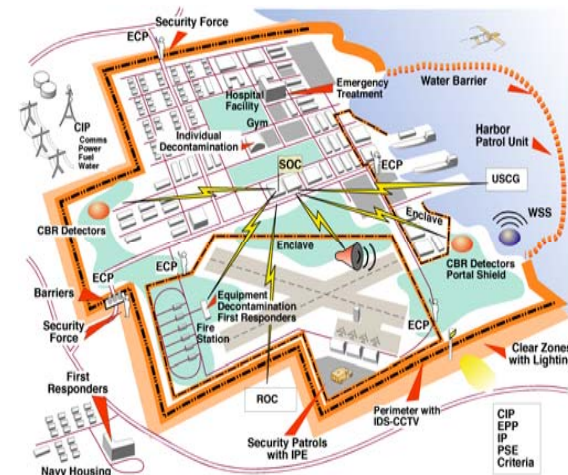 Security Force
ECP
Water Barrier
Emergency
Treatment
Hospital
Facility
Harbor
Patrol Unit
CIP
Comms
Power
Fuel
Water
Gym
Individual
Decontamination
SOC
ECP
USCG
Enclave
WSS
CBR Detectors
Enclave
CBR Detectors
Portal Shield
ECP
ECP
Barriers
Equipment
Decontamination
First Responders
Security
Force
Fire
Station
ECP
Clear Zones
with Lighting
First
Responders
ROC
Perimeter with
IDS-CCTV
Security Patrols
with IPE
CIP
EPP
IP
PSE
Criteria
Navy Housing